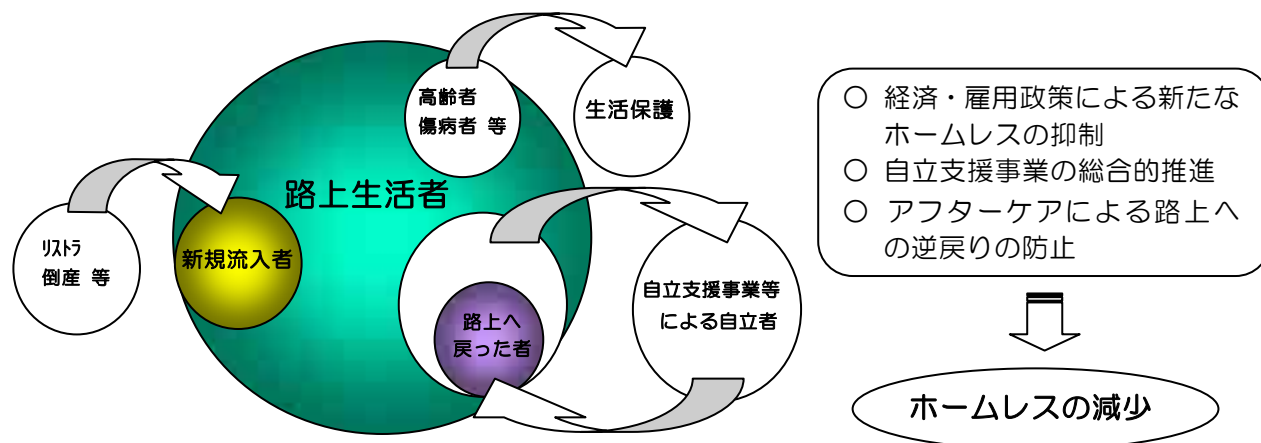 高齢者
傷病者 等
生活保護
路上生活者
リストラ
倒産 等
新規流入者
自立支援事業等
による自立者
路上へ
戻った者
○ 経済・雇用政策による新たな
ホームレスの抑制
○ 自立支援事業の総合的推進
○ アフターケアによる路上へ
の逆戻りの防止
ホームレスの減少